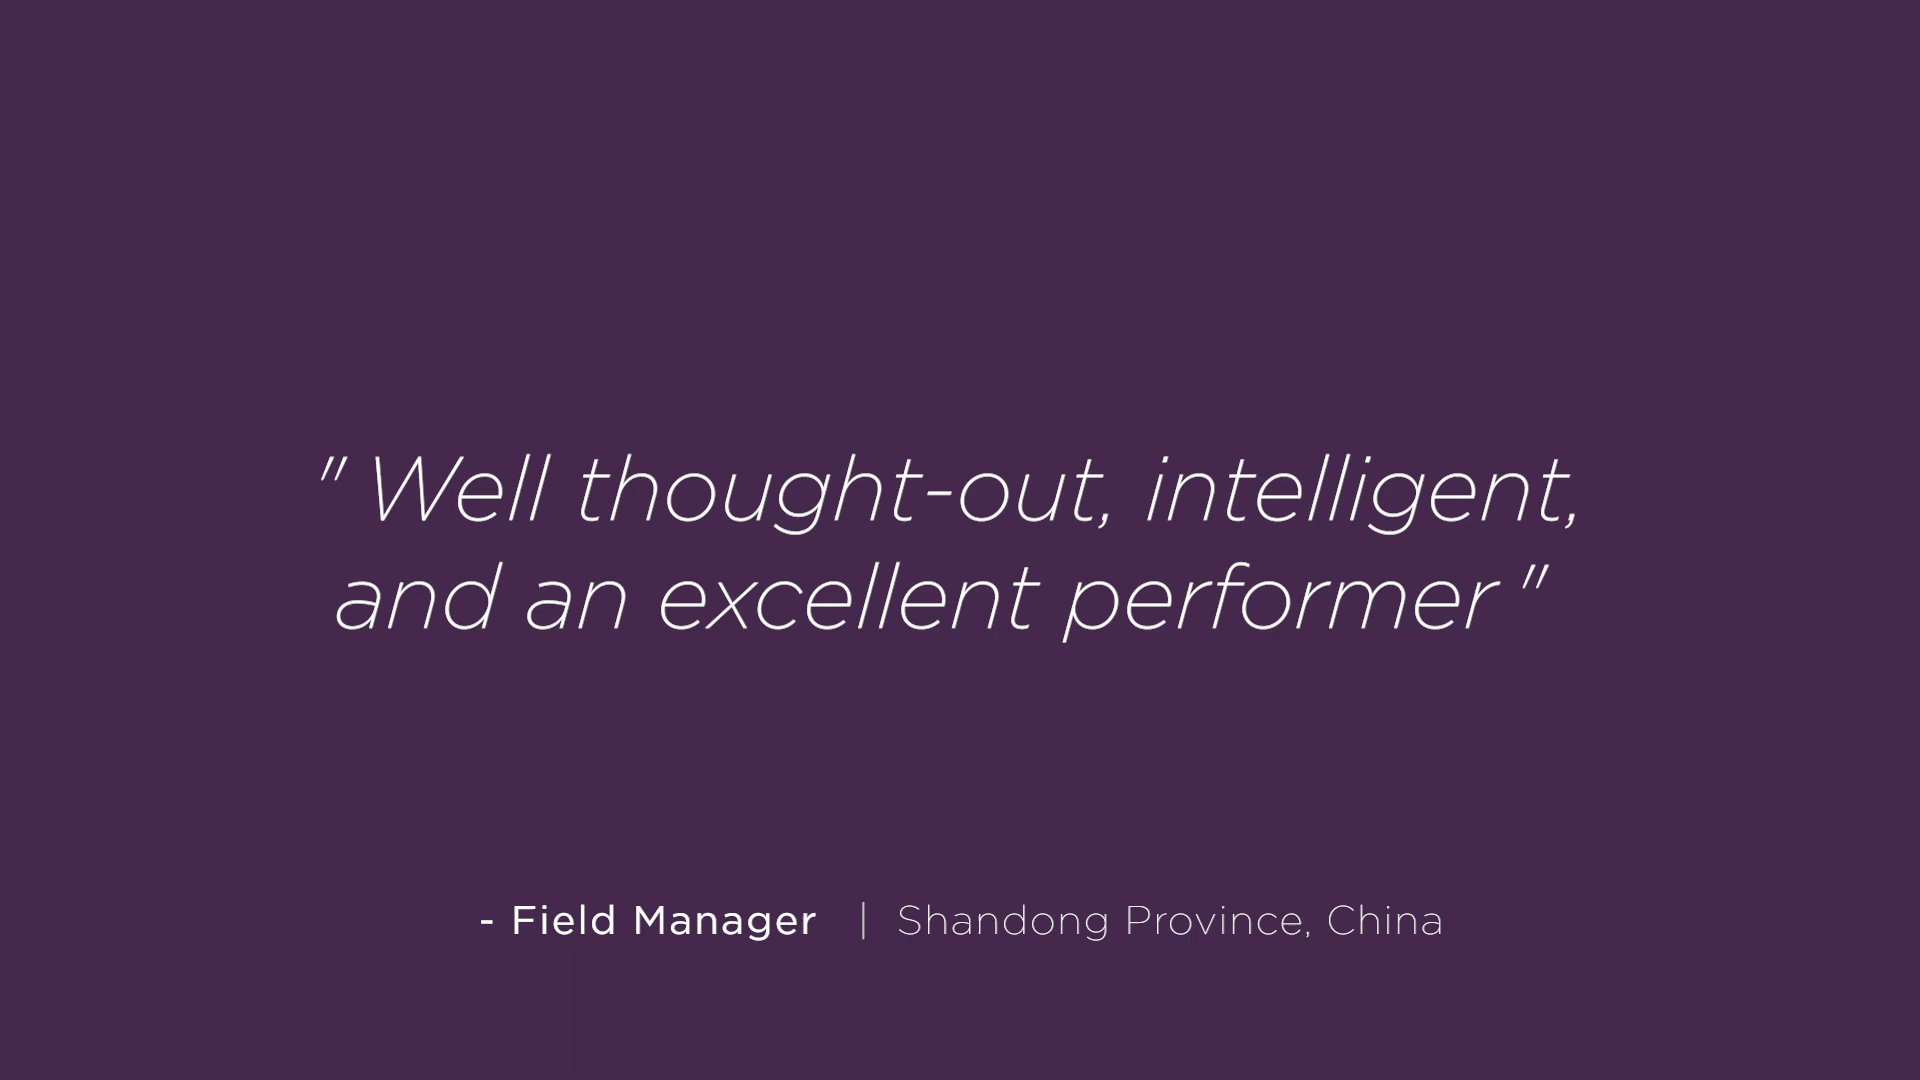 " Well thought-out, intelligent,
and an excellent performer "
- Field Manager | Shandong Province, China